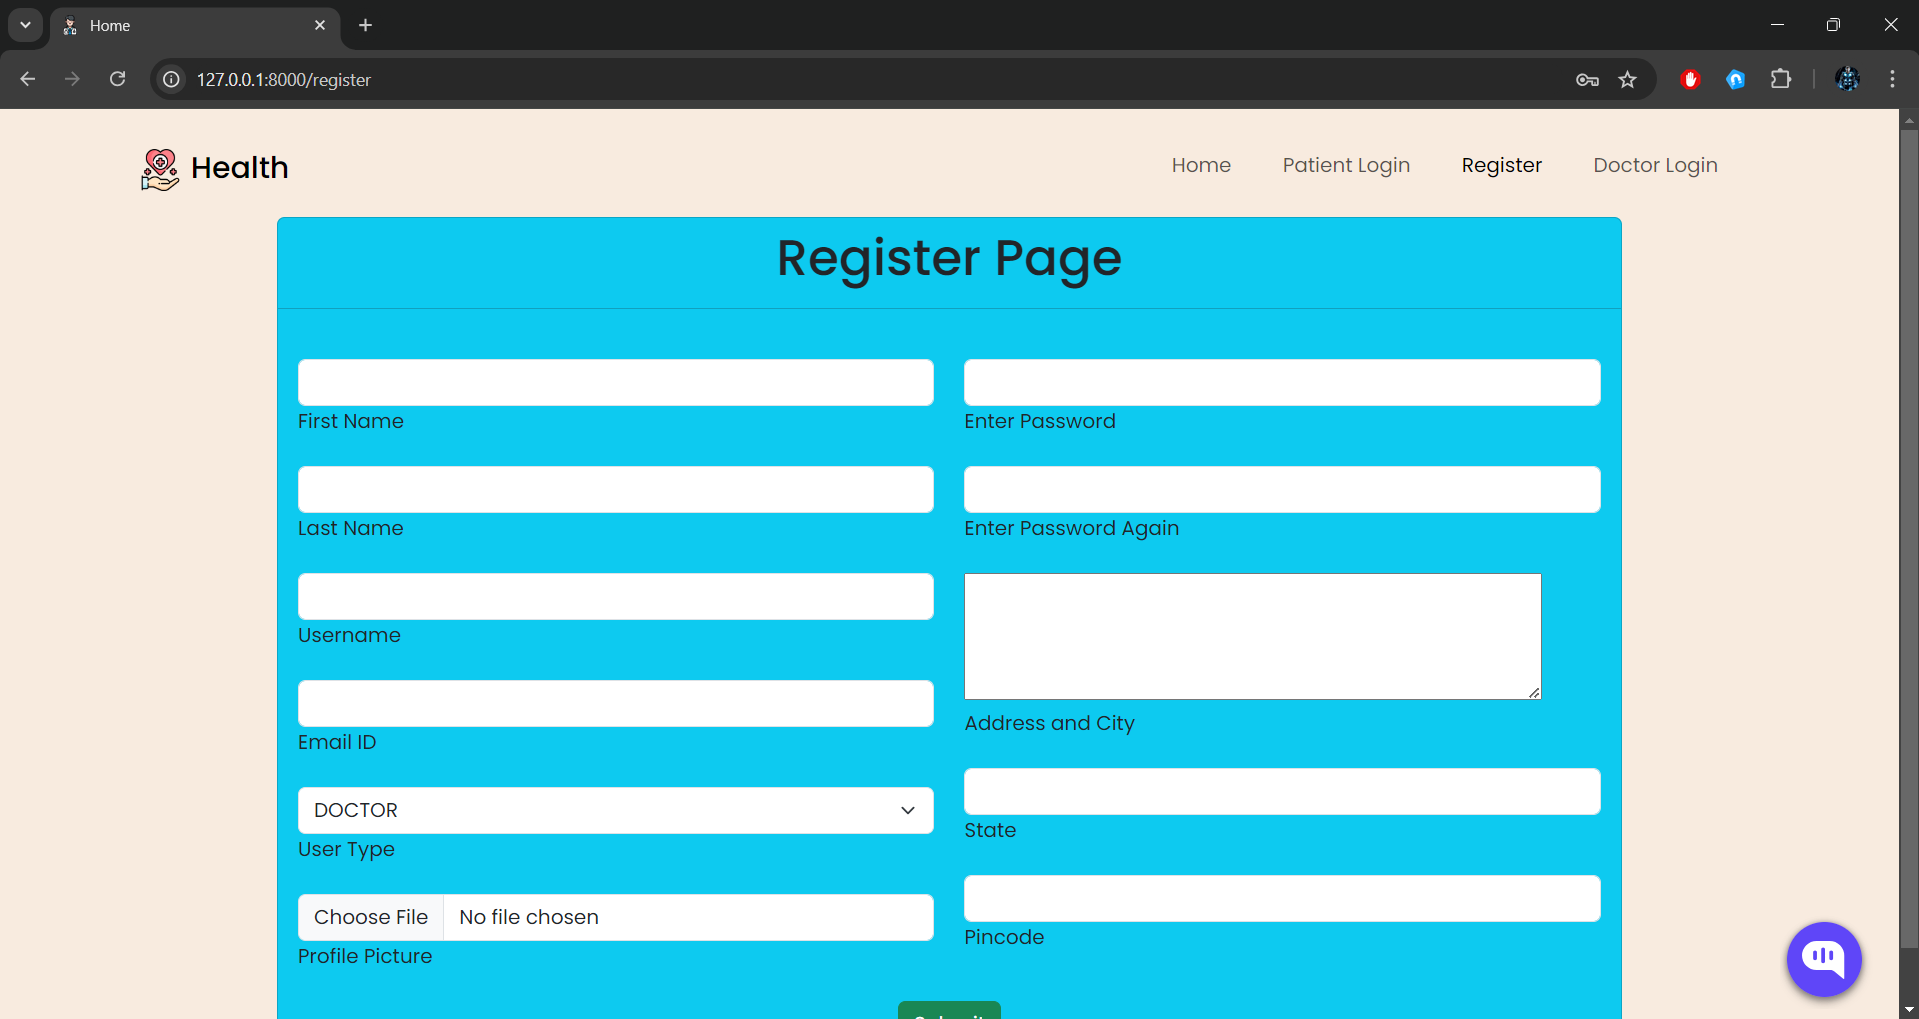 Home
127.0.0.1:8000/register
Health
Home Patient Login Register Doctor Login
Register Page
First Name
Last Name
Username
Email ID
DOCTOR
User Type
Choose File No file chosen
Profile Picture
Enter Password
Enter Password Again
Address and City
State
Pincode